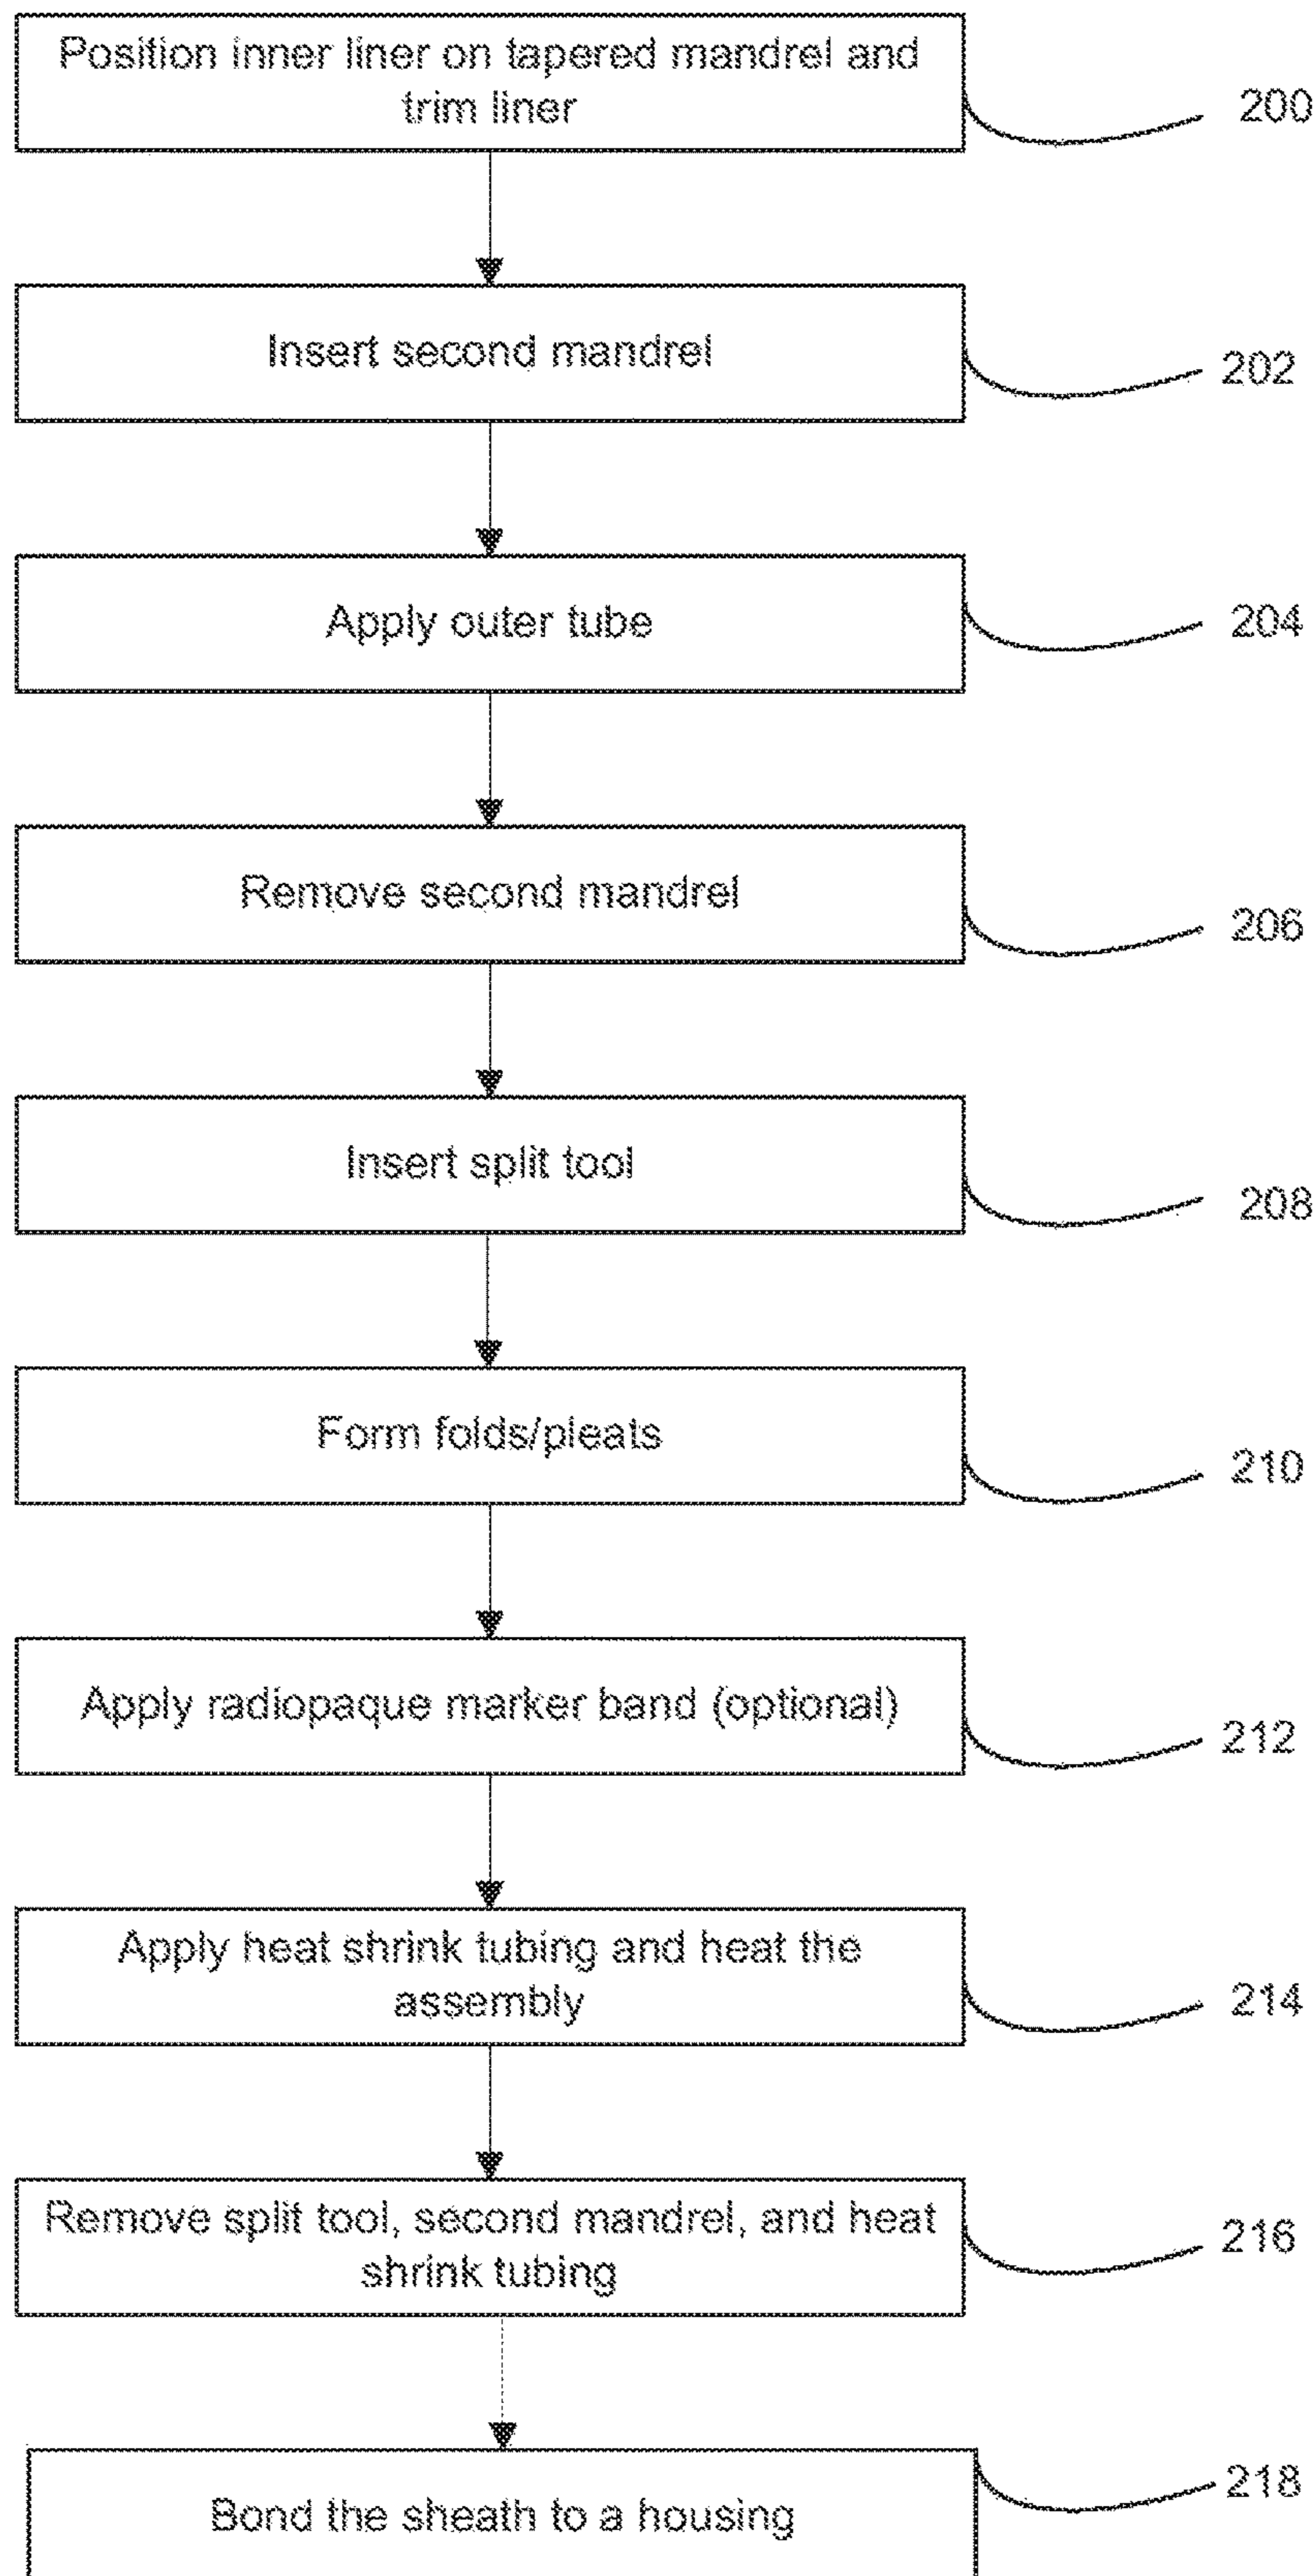 Position inner liner on tapered mandrel and
trim liner
200
Insert second mandrel
202
Apply outer tube
204
Remove second mandrel
206
Insert split tool
208
Form folds/pleats
210
Apply radiopaque marker band (optional)
212
Apply heat shrink tubing and heat the
assembly
214
Remove split tool, second mandrel, and heat
shrink tubing
216
Bond the sheath to a housing
218